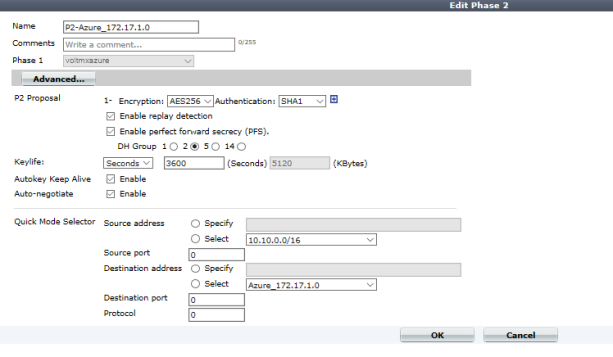 Edit Phase 2
Name P2-Azure_172.17.1.0
Comments Write a comment... 0/255
Phase 1 voltmxazure
Advanced...
P2 Proposal 1- Encryption: AES256 Authentication: SHA1
Enable replay detection
Enable perfect forward secrecy (PFS).
DH Group 1 2 5 14
Keylife: Seconds 3600 (Seconds) 5120 (KBytes)
Autokey Keep Alive Enable
Auto-negotiate Enable
Quick Mode Selector Source address Specify
Select 10.10.0.0/16
Source port 0
Destination address Specify
Select Azure_172.17.1.0
Destination port 0
Protocol 0
OK Cancel